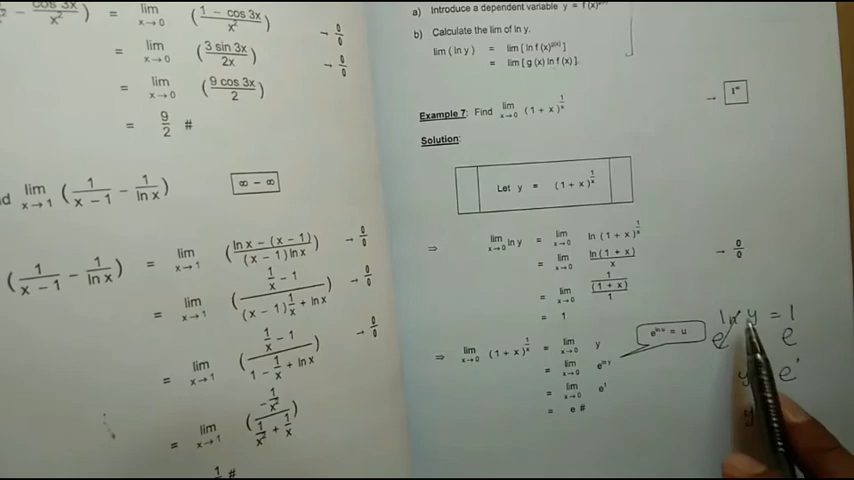 cos 3x = lim x→0 (1 − cos 3x / x²) → 0/0
= lim x→0 (3 sin 3x / 2x) → 0/0
= lim x→0 (9 cos 3x / 2)
= 9/2 #
lim x→1 (1/(x − 1) − 1/ln x) ∞ − ∞
(1/(x − 1) − 1/ln x) = lim x→1 (ln x − (x − 1) / (x − 1) ln x) → 0/0
= lim x→1 (1/x − 1 / (x − 1) 1/x + ln x) → 0/0
= lim x→1 (1/x − 1 / 1 − 1/x + ln x) → 0/0
= lim x→1 (−1/x² / 1/x² + 1/x)
#
a) Introduce a dependent variable y = f (x)
b) Calculate the lim of ln y.
lim (ln y) = lim [ ln f (x)^g(x) ]
= lim [ g (x) ln f (x) ].
Example 7: Find lim x→0 (1 + x)^1/x → 1^∞
Solution:
Let y = (1 + x)^1/x
⇒ lim x→0 ln y = lim x→0 ln (1 + x)^1/x
= lim x→0 ln (1 + x) / x → 0/0
= lim x→0 1/(1 + x) / 1
= 1
⇒ lim x→0 (1 + x)^1/x = lim x→0 y
= lim x→0 e^ln y
= lim x→0 e^1
= e #
e^ln u = u
ln y = 1
e e
y e^1
y